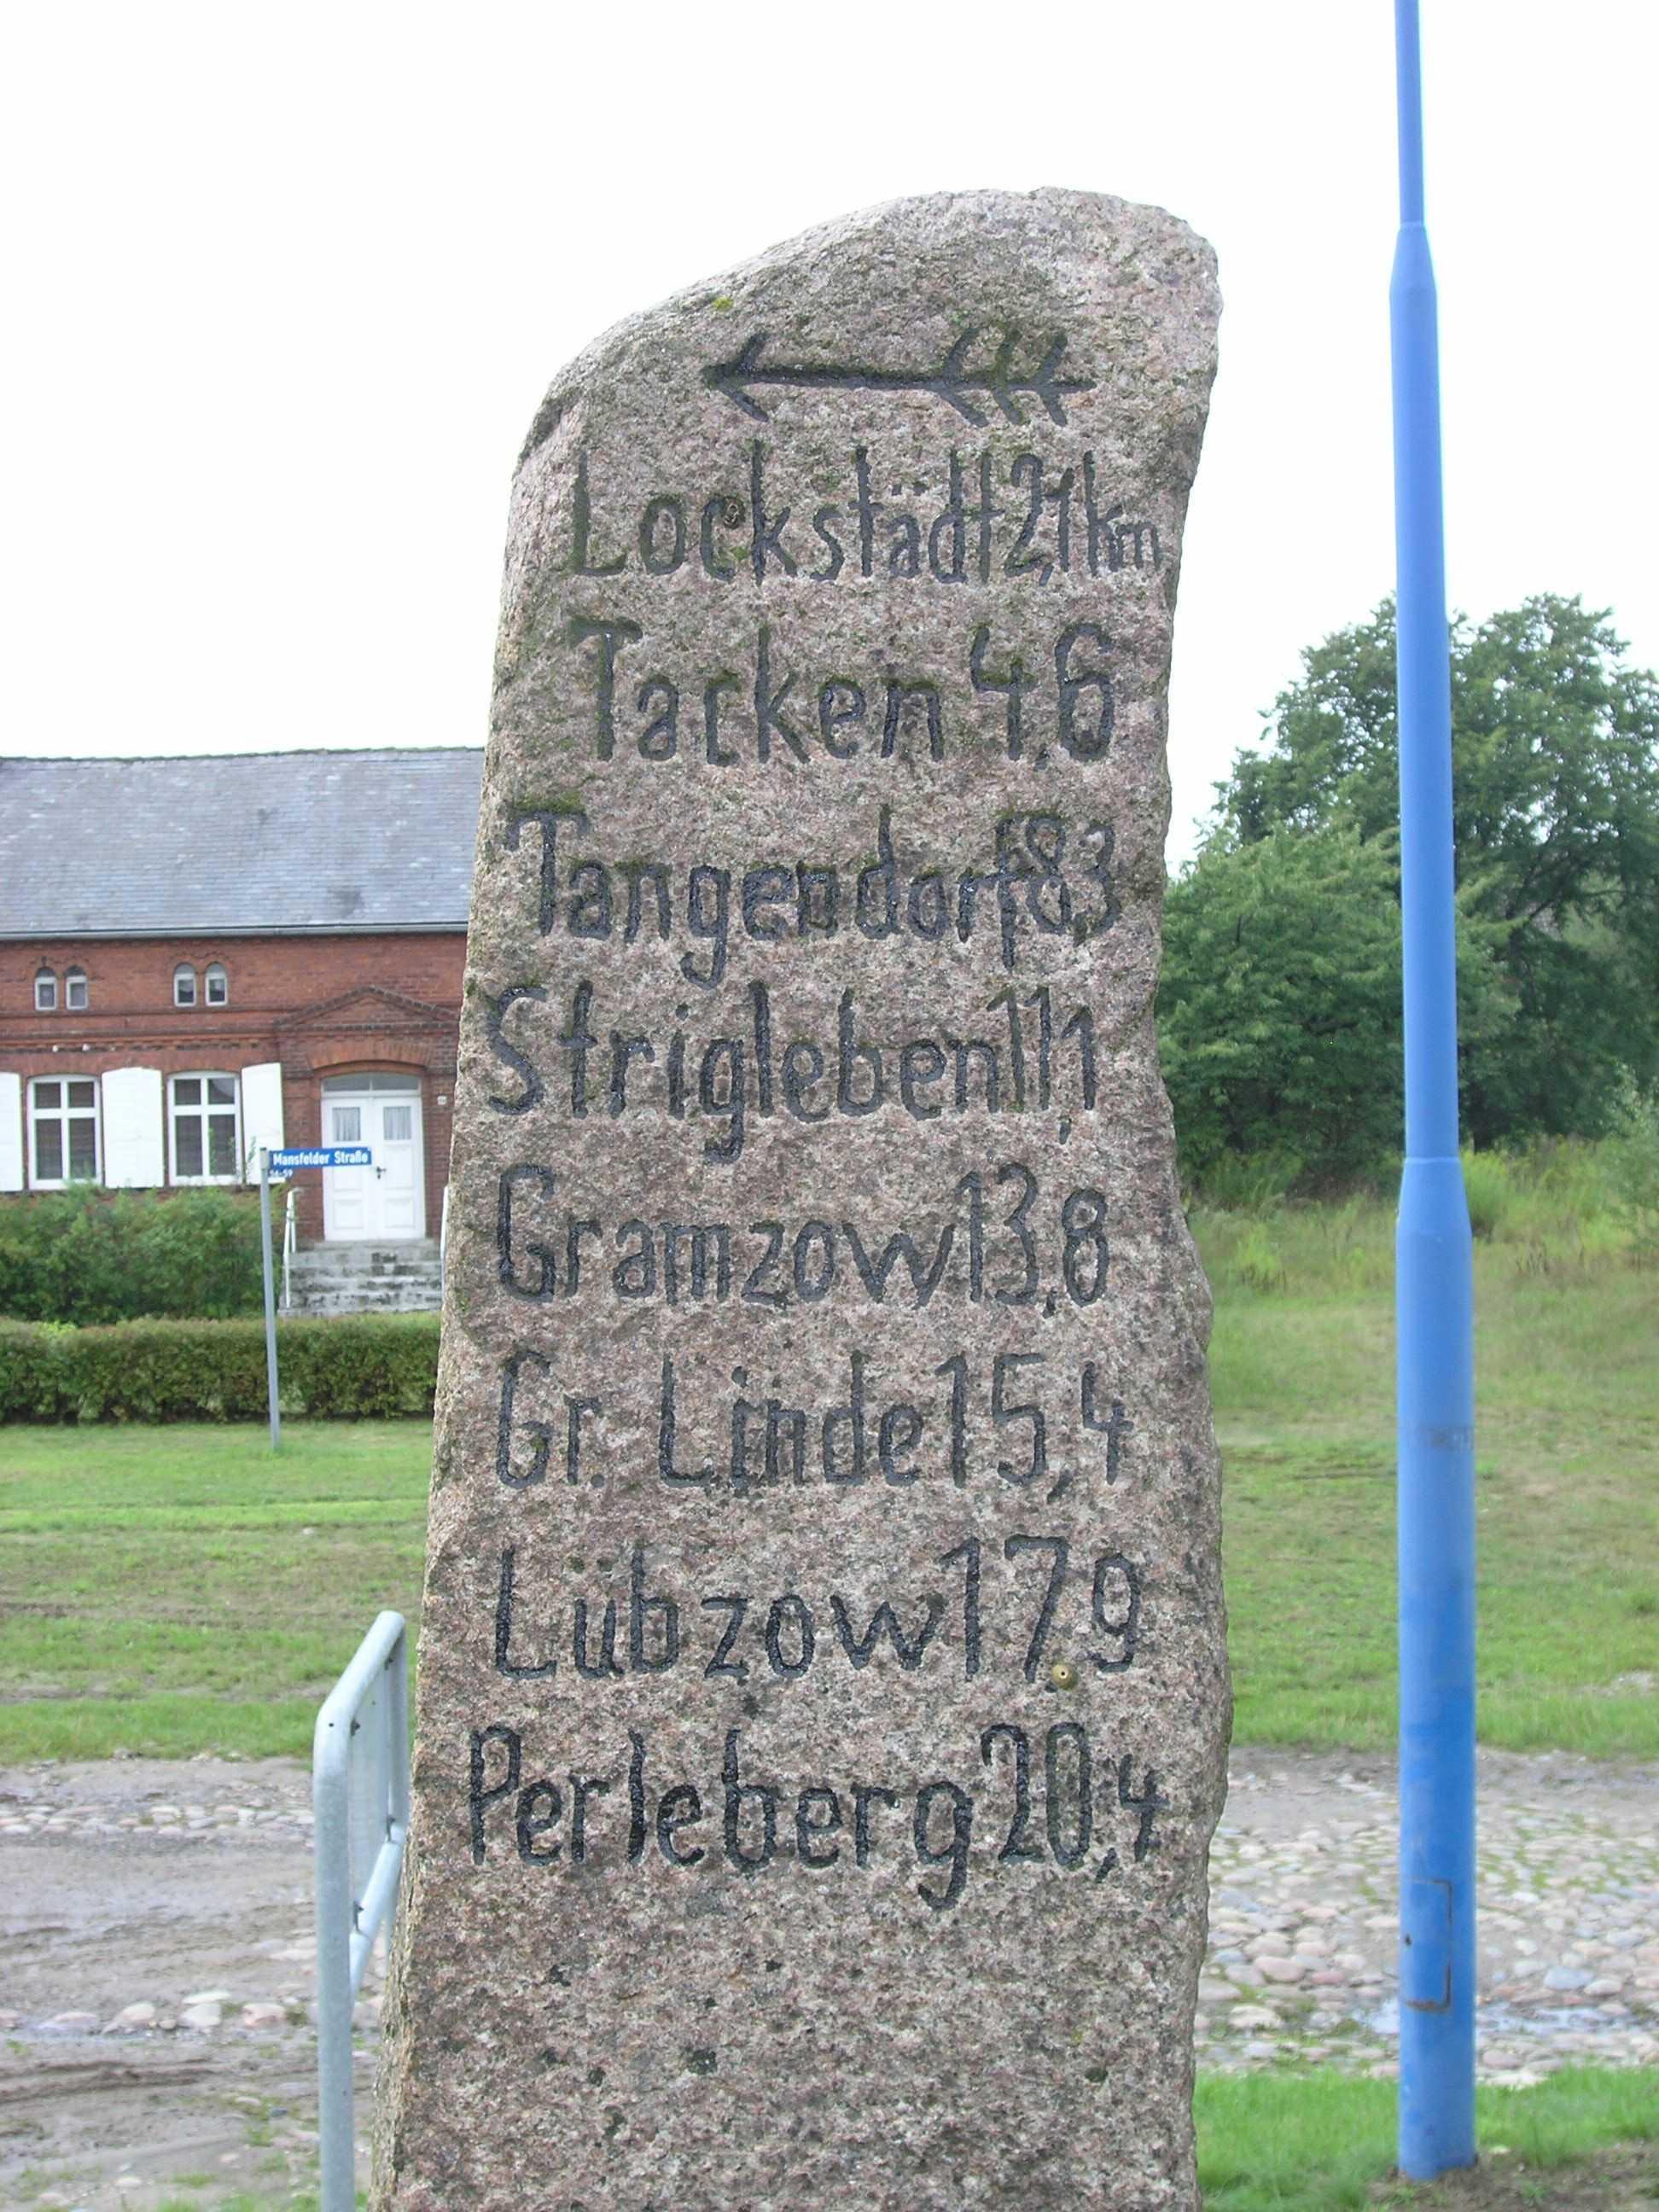 Lockstädt 2,1 km
Tacken 4,6
Tangendorf 8,3
Strigleben 11,1
Gramzow 13,8
Gr. Linde 15,4
Lübzow 17,9
Perleberg 20,4
Mansfelder Straße